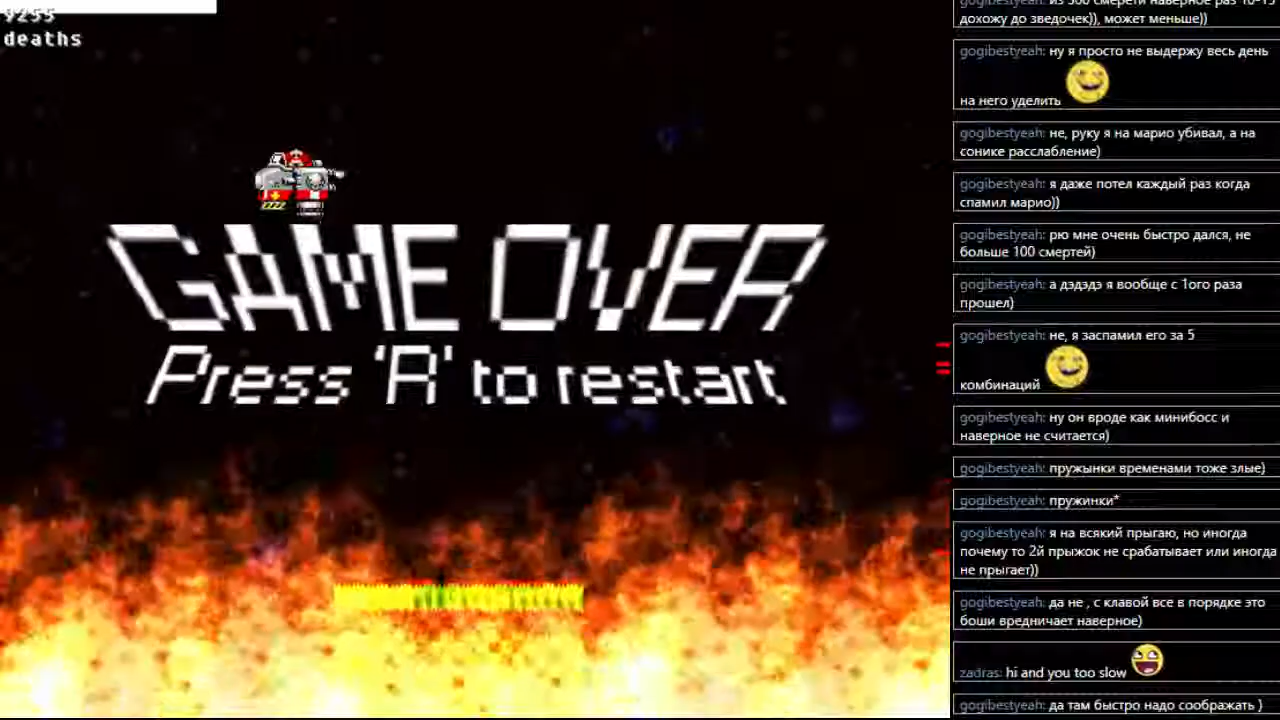 9255
deaths
GAME OVER
Press 'R' to restart
дохожу до зведочек)), может меньше))
gogibestyeah: ну я просто не выдержу весь день
на него уделить
gogibestyeah: не, руку я на марио убивал, а на
сонике расслабление)
gogibestyeah: я даже потел каждый раз когда
спамил марио))
gogibestyeah: рю мне очень быстро дался, не
больше 100 смертей)
gogibestyeah: а дэдэдэ я вообще с 1ого раза
прошел)
gogibestyeah: не, я заспамил его за 5
комбинаций
gogibestyeah: ну он вроде как минибосс и
наверное не считается)
gogibestyeah: пружынки временами тоже злые)
gogibestyeah: пружинки*
gogibestyeah: я на всякий прыгаю, но иногда
почему то 2й прыжок не срабатывает или иногда
не прыгает))
gogibestyeah: да не , с клавой все в порядке это
боши вредничает наверное)
zadras: hi and you too slow
gogibestyeah: да там быстро надо соображать )